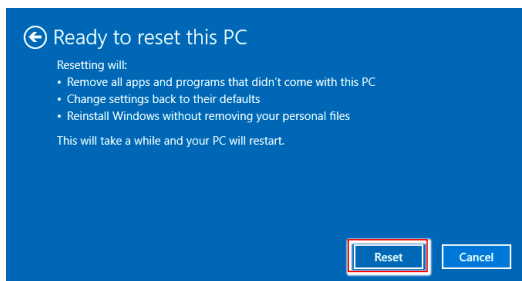 Ready to reset this PC
Resetting will:
• Remove all apps and programs that didn't come with this PC
• Change settings back to their defaults
• Reinstall Windows without removing your personal files
This will take a while and your PC will restart.
Reset
Cancel